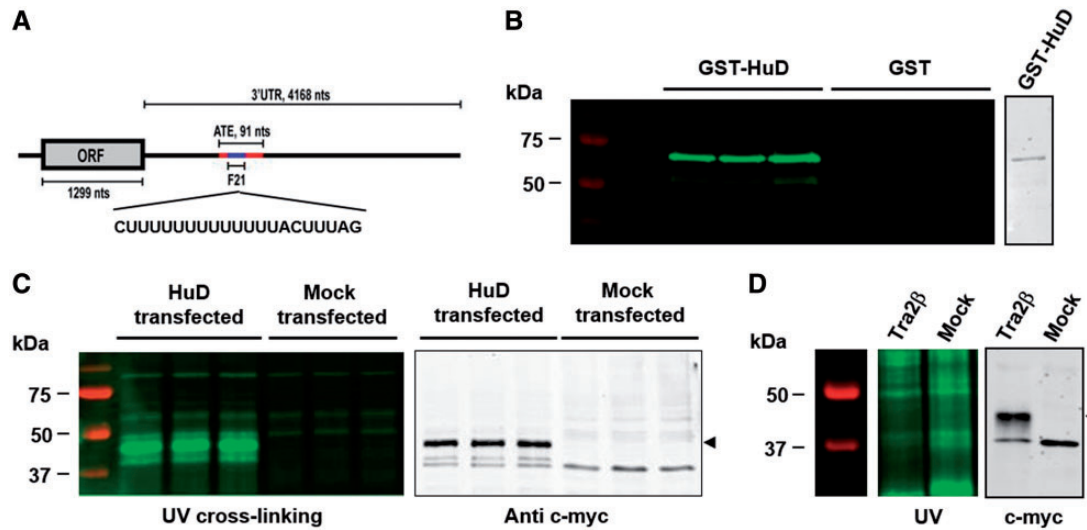 A
3'UTR, 4168 nts
ATE, 91 nts
ORF
F21
1299 nts
CUUUUUUUUUUUUUUACUUUAG
B
GST-HuD GST
GST-HuD
kDa
75
50
C
HuD transfected
Mock transfected
HuD transfected
Mock transfected
kDa
75
50
37
UV cross-linking
Anti c-myc
D
Tra2β
Mock
Tra2β
Mock
kDa
50
37
UV
c-myc